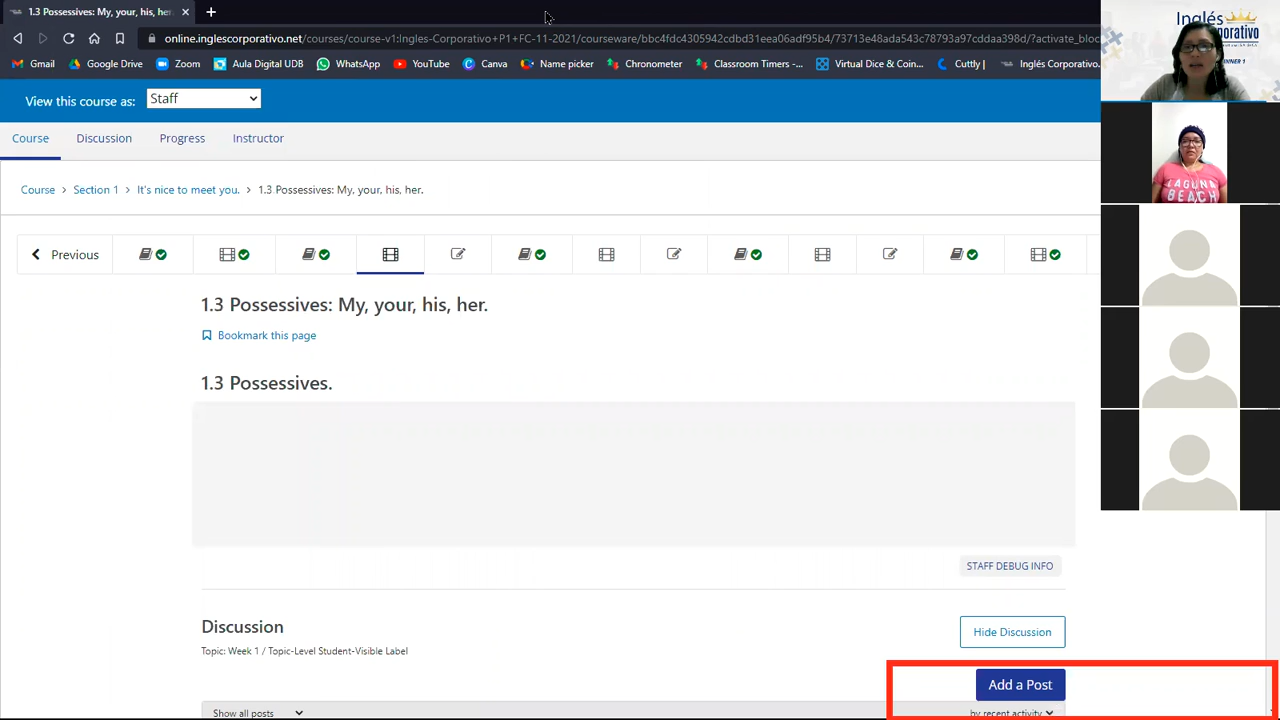 1.3 Possessives: My, your, his, her.
online.inglescorporativo.net/courses/course-v1:Ingles-Corporativo+
+FC-11-2021/courseware/bbc4fdc4305942cdbd31eea06adbcb47/73713e48ada543c78793a97cddaa398d/?activate_bloc
Gmail Google Drive Zoom Aula Digital UDB WhatsApp YouTube Canva Name picker Chronometer Classroom Time-... Virtual Dice & Coin... Cuttly | Inglés Corporativo.
View this course as: Staff
Course Discussion Progress Instructor
Course > Section 1 > It's nice to meet you. > 1.3 Possessives: My, your, his, her.
Previous
1.3 Possessives: My, your, his, her.
Bookmark this page
1.3 Possessives.
STAFF DEBUG INFO
Discussion
Hide Discussion
Topic: Week 1 / Topic-Level Student-Visible Label
Add a Post
Show all posts by recent activity
Inglés
LAGUNA
BEACH